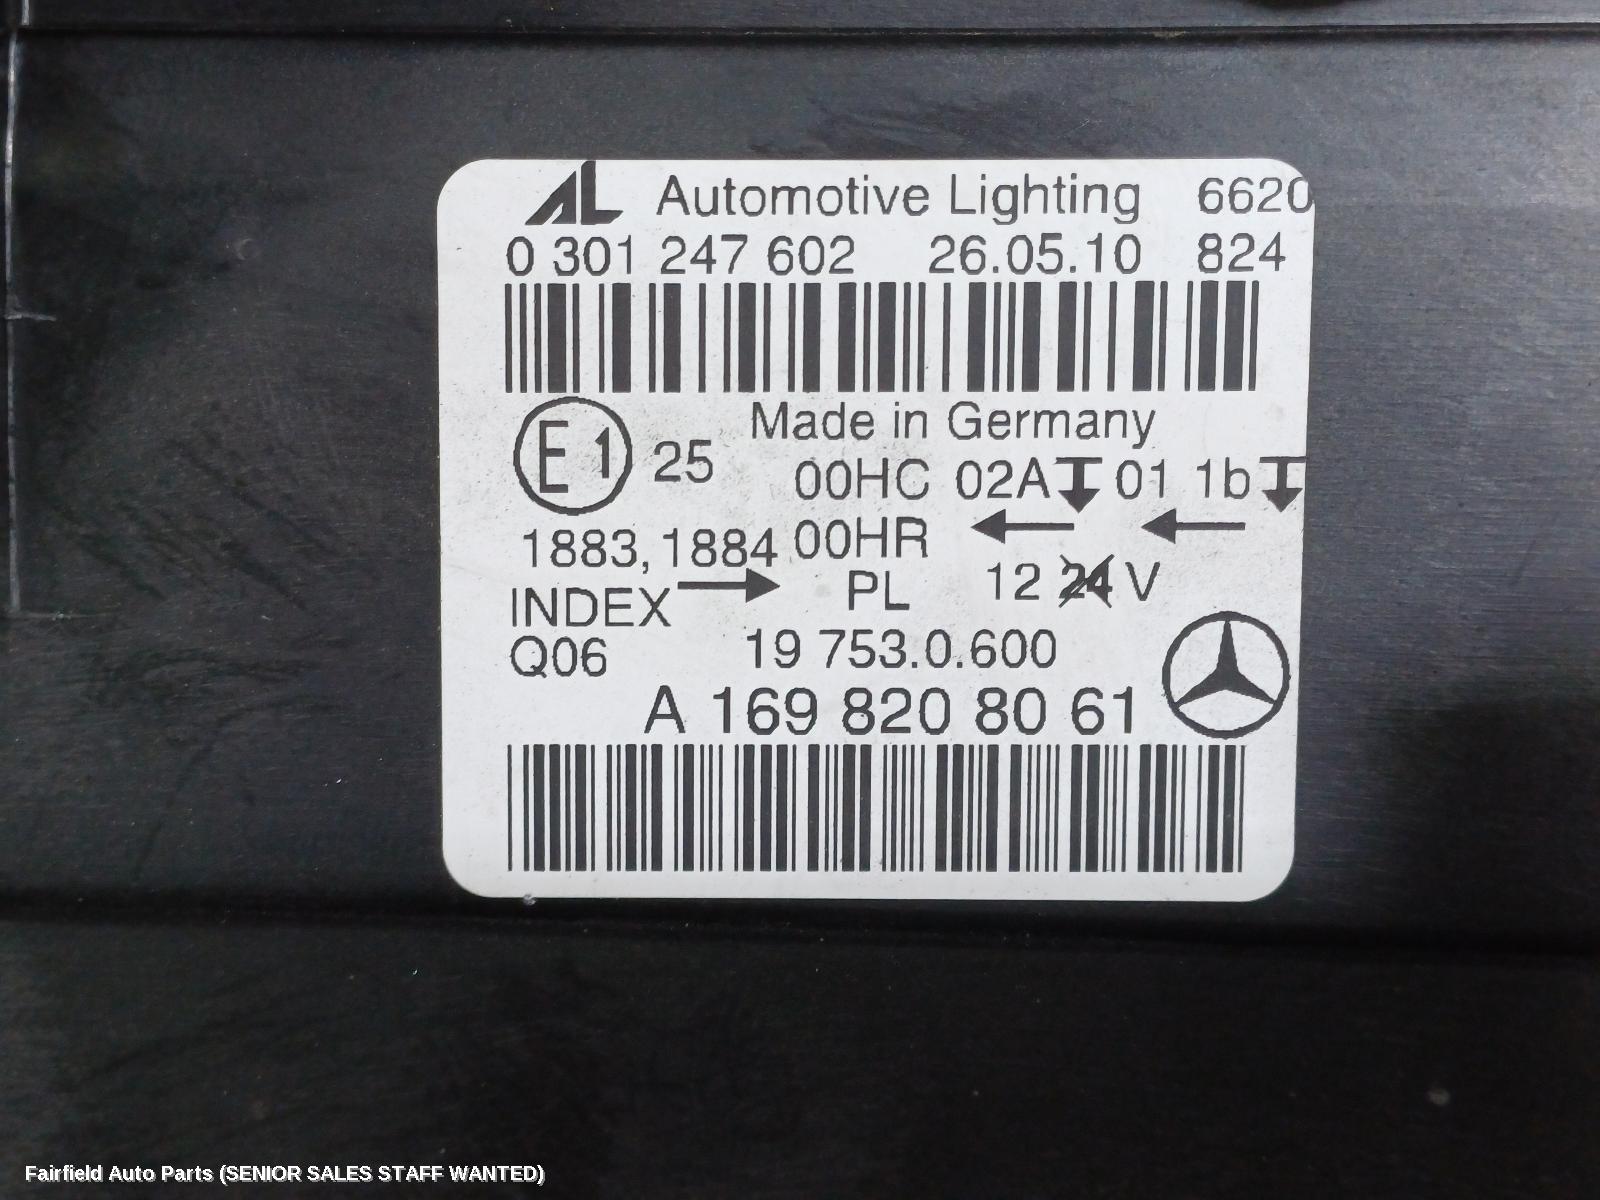 AL Automotive Lighting 6620
0 301 247 602 26.05.10 824
Made in Germany
E1 25 00HC 02A 01 1b
1883, 1884 00HR
INDEX PL 12 24 V
Q06 19 753.0.600
A 169 820 80 61
Fairfield Auto Parts (SENIOR SALES STAFF WANTED)